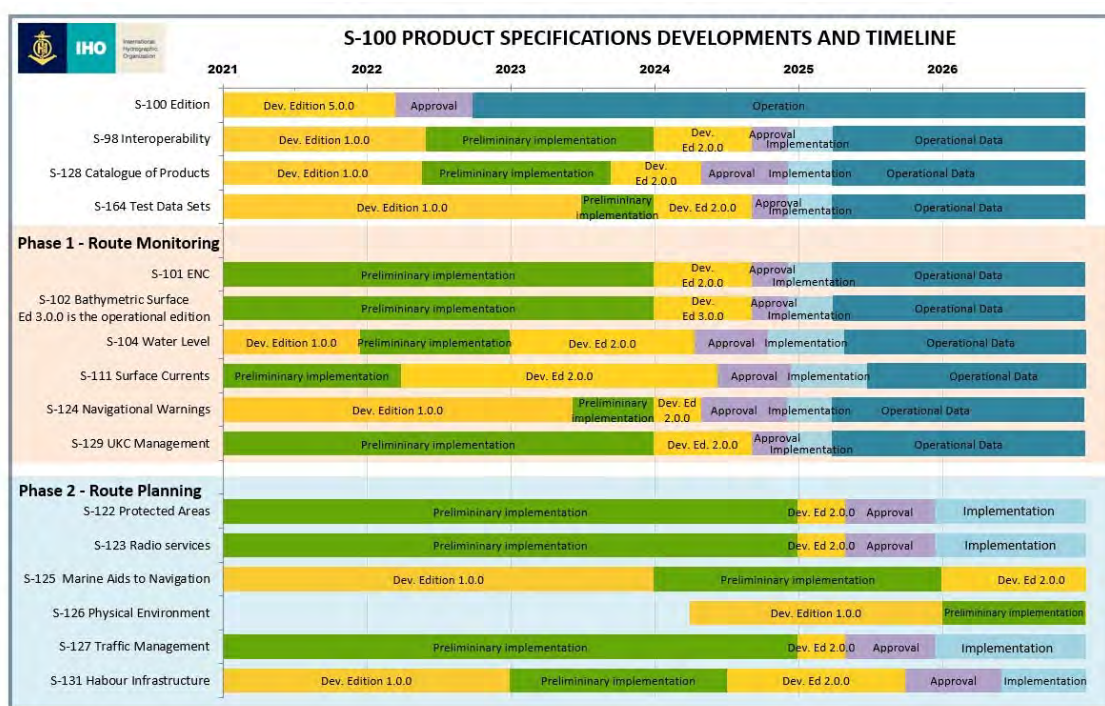 IHO
International
Hydrographic
Organization
S-100 PRODUCT SPECIFICATIONS DEVELOPMENTS AND TIMELINE
2021 2022 2023 2024 2025 2026
S-100 Edition Dev. Edition 5.0.0 Approval Operation
S-98 Interoperability Dev. Edition 1.0.0 Prelimininary implementation Dev. Ed 2.0.0 Approval Implementation Operational Data
S-128 Catalogue of Products Dev. Edition 1.0.0 Prelimininary implementation Dev. Ed 2.0.0 Approval Implementation Operational Data
S-164 Test Data Sets Dev. Edition 1.0.0 Prelimininary implementation Dev. Ed 2.0.0 Approval Implementation Operational Data
Phase 1 - Route Monitoring
S-101 ENC Prelimininary implementation Dev. Ed 2.0.0 Approval Implementation Operational Data
S-102 Bathymetric Surface
Ed 3.0.0 is the operational edition Prelimininary implementation Dev. Ed 3.0.0 Approval Implementation Operational Data
S-104 Water Level Dev. Edition 1.0.0 Prelimininary implementation Dev. Ed 2.0.0 Approval Implementation Operational Data
S-111 Surface Currents Prelimininary implementation Dev. Ed 2.0.0 Approval Implementation Operational Data
S-124 Navigational Warnings Dev. Edition 1.0.0 Prelimininary implementation Dev. Ed 2.0.0 Approval Implementation Operational Data
S-129 UKC Management Prelimininary implementation Dev. Ed. 2.0.0 Approval Implementation Operational Data
Phase 2 - Route Planning
S-122 Protected Areas Prelimininary implementation Dev. Ed 2.0.0 Approval Implementation
S-123 Radio services Prelimininary implementation Dev. Ed 2.0.0 Approval Implementation
S-125 Marine Aids to Navigation Dev. Edition 1.0.0 Prelimininary implementation Dev. Ed 2.0.0
S-126 Physical Environment Dev. Edition 1.0.0 Prelimininary implementation
S-127 Traffic Management Prelimininary implementation Dev. Ed 2.0.0 Approval Implementation
S-131 Habour Infrastructure Dev. Edition 1.0.0 Prelimininary implementation Dev. Ed 2.0.0 Approval Implementation